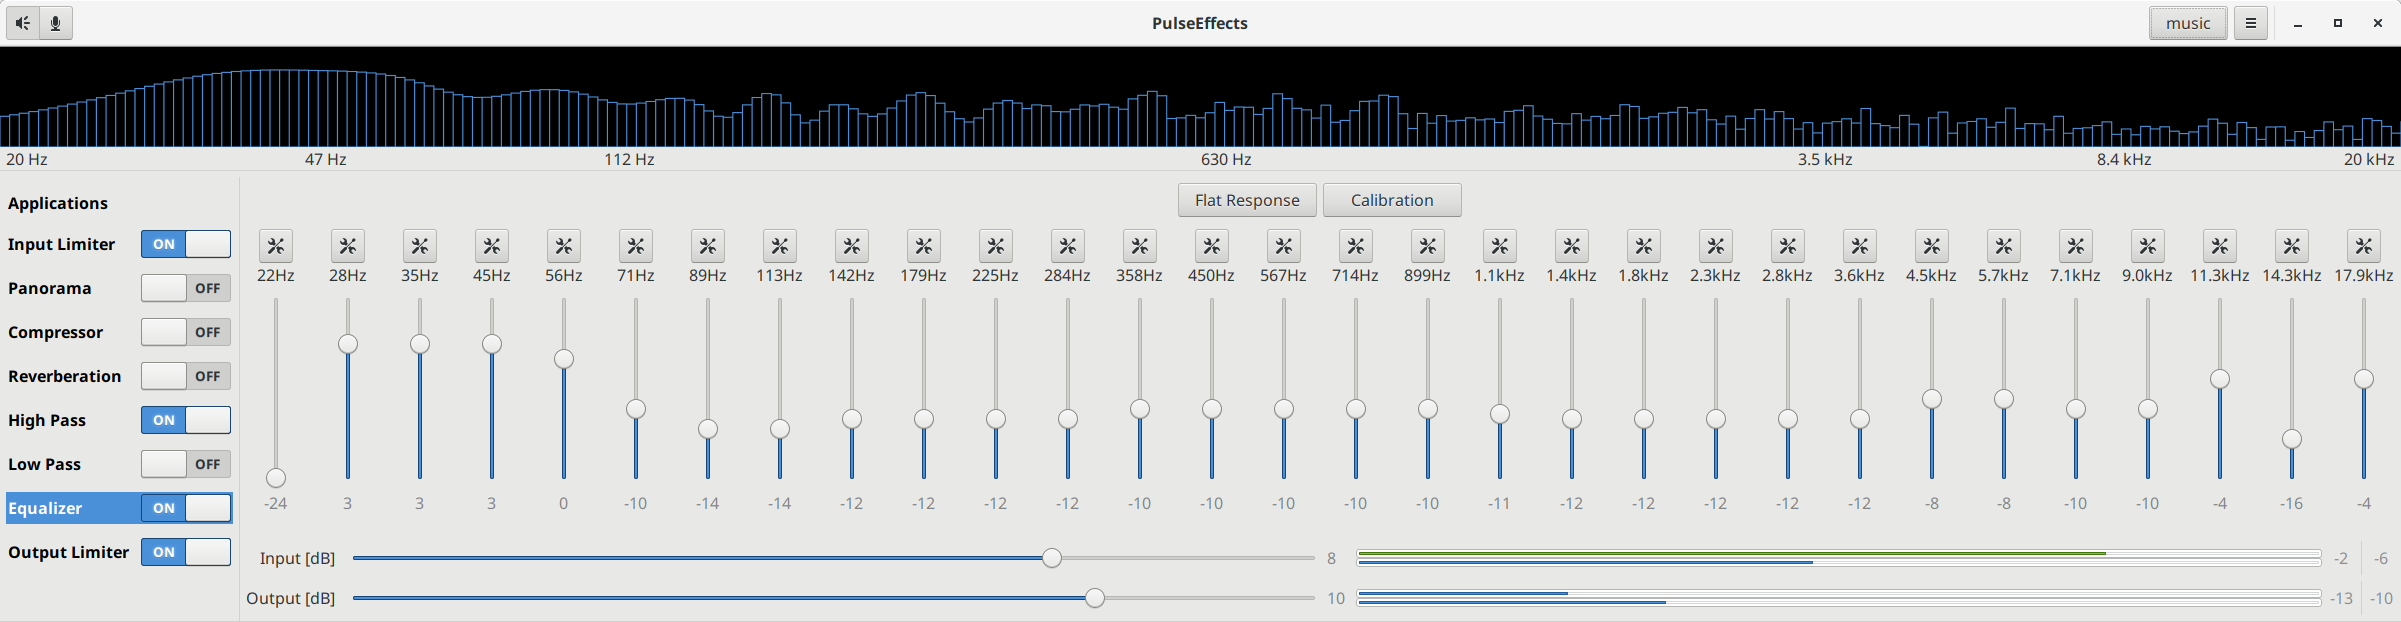 PulseEffects music
20 Hz 47 Hz 112 Hz 630 Hz 3.5 kHz 8.4 kHz 20 kHz
Applications
Input Limiter ON
Panorama OFF
Compressor OFF
Reverberation OFF
High Pass ON
Low Pass OFF
Equalizer ON
Output Limiter ON
Flat Response Calibration
22Hz 28Hz 35Hz 45Hz 56Hz 71Hz 89Hz 113Hz 142Hz 179Hz 225Hz 284Hz 358Hz 450Hz 567Hz 714Hz 899Hz 1.1kHz 1.4kHz 1.8kHz 2.3kHz 2.8kHz 3.6kHz 4.5kHz 5.7kHz 7.1kHz 9.0kHz 11.3kHz 14.3kHz 17.9kHz
-24 3 3 3 0 -10 -14 -14 -12 -12 -12 -12 -10 -10 -10 -10 -10 -11 -12 -12 -12 -12 -12 -8 -8 -10 -10 -4 -16 -4
Input [dB] 8 -2 -6
Output [dB] 10 -13 -10